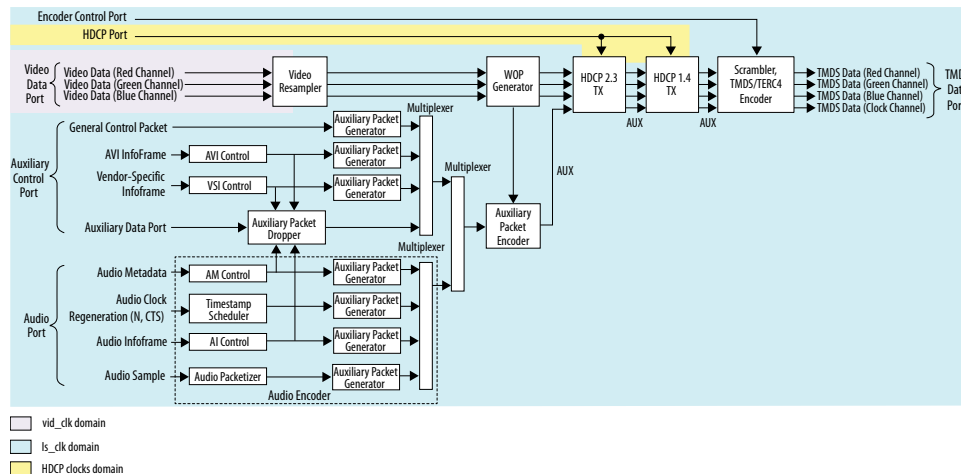 Encoder Control Port
HDCP Port
Video
Data
Port
Video Data (Red Channel)
Video Data (Green Channel)
Video Data (Blue Channel)
Video
Resampler
WOP
Generator
HDCP 2.3
TX
HDCP 1.4
TX
Scrambler,
TMDS/TERC4
Encoder
TMDS Data (Red Channel)
TMDS Data (Green Channel)
TMDS Data (Blue Channel)
TMDS Data (Clock Channel)
TMD
Data
Por
AUX
AUX
AUX
Auxiliary
Control
Port
General Control Packet
AVI InfoFrame
Vendor-Specific
Infoframe
Auxiliary Data Port
AVI Control
VSI Control
Auxiliary Packet
Dropper
Auxiliary Packet
Generator
Auxiliary Packet
Generator
Auxiliary Packet
Generator
Multiplexer
Multiplexer
Multiplexer
Auxiliary
Packet
Encoder
Audio
Port
Audio Metadata
Audio Clock
Regeneration (N, CTS)
Audio Infoframe
Audio Sample
AM Control
Timestamp
Scheduler
AI Control
Audio Packetizer
Auxiliary Packet
Generator
Auxiliary Packet
Generator
Auxiliary Packet
Generator
Auxiliary Packet
Generator
Audio Encoder
vid_clk domain
ls_clk domain
HDCP clocks domain